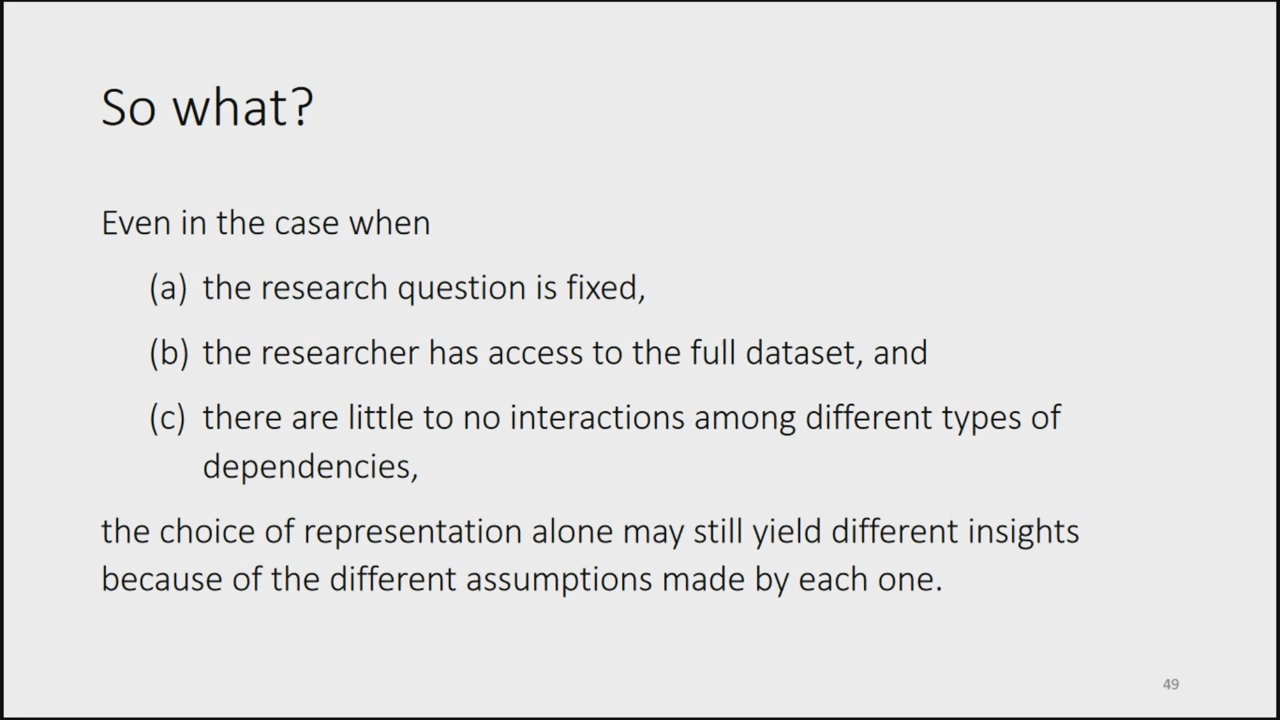 So what?
Even in the case when
(a) the research question is fixed,
(b) the researcher has access to the full dataset, and
(c) there are little to no interactions among different types of
dependencies,
the choice of representation alone may still yield different insights
because of the different assumptions made by each one.
49